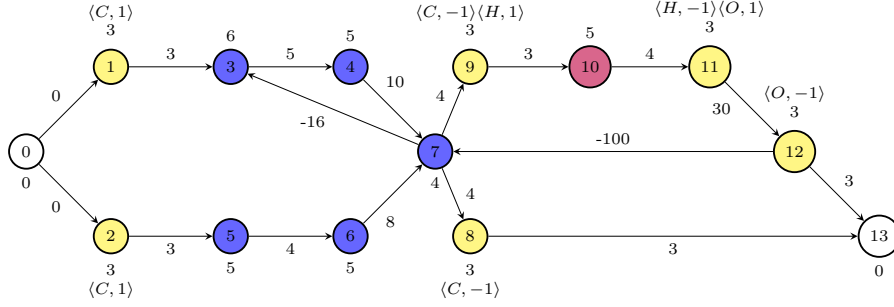 ⟨C, 1⟩ ⟨C, −1⟩⟨H, 1⟩ ⟨H, −1⟩⟨O, 1⟩
3 6 5 3 5 3
1 3 3 5 4 9 3 10 4 11
⟨O, −1⟩
3
0 10 4 30
-16
0 7 -100 12
0 4
0 8 4 3
2 3 5 4 6 8 3 13
3 5 5 3 0
⟨C, 1⟩ ⟨C, −1⟩